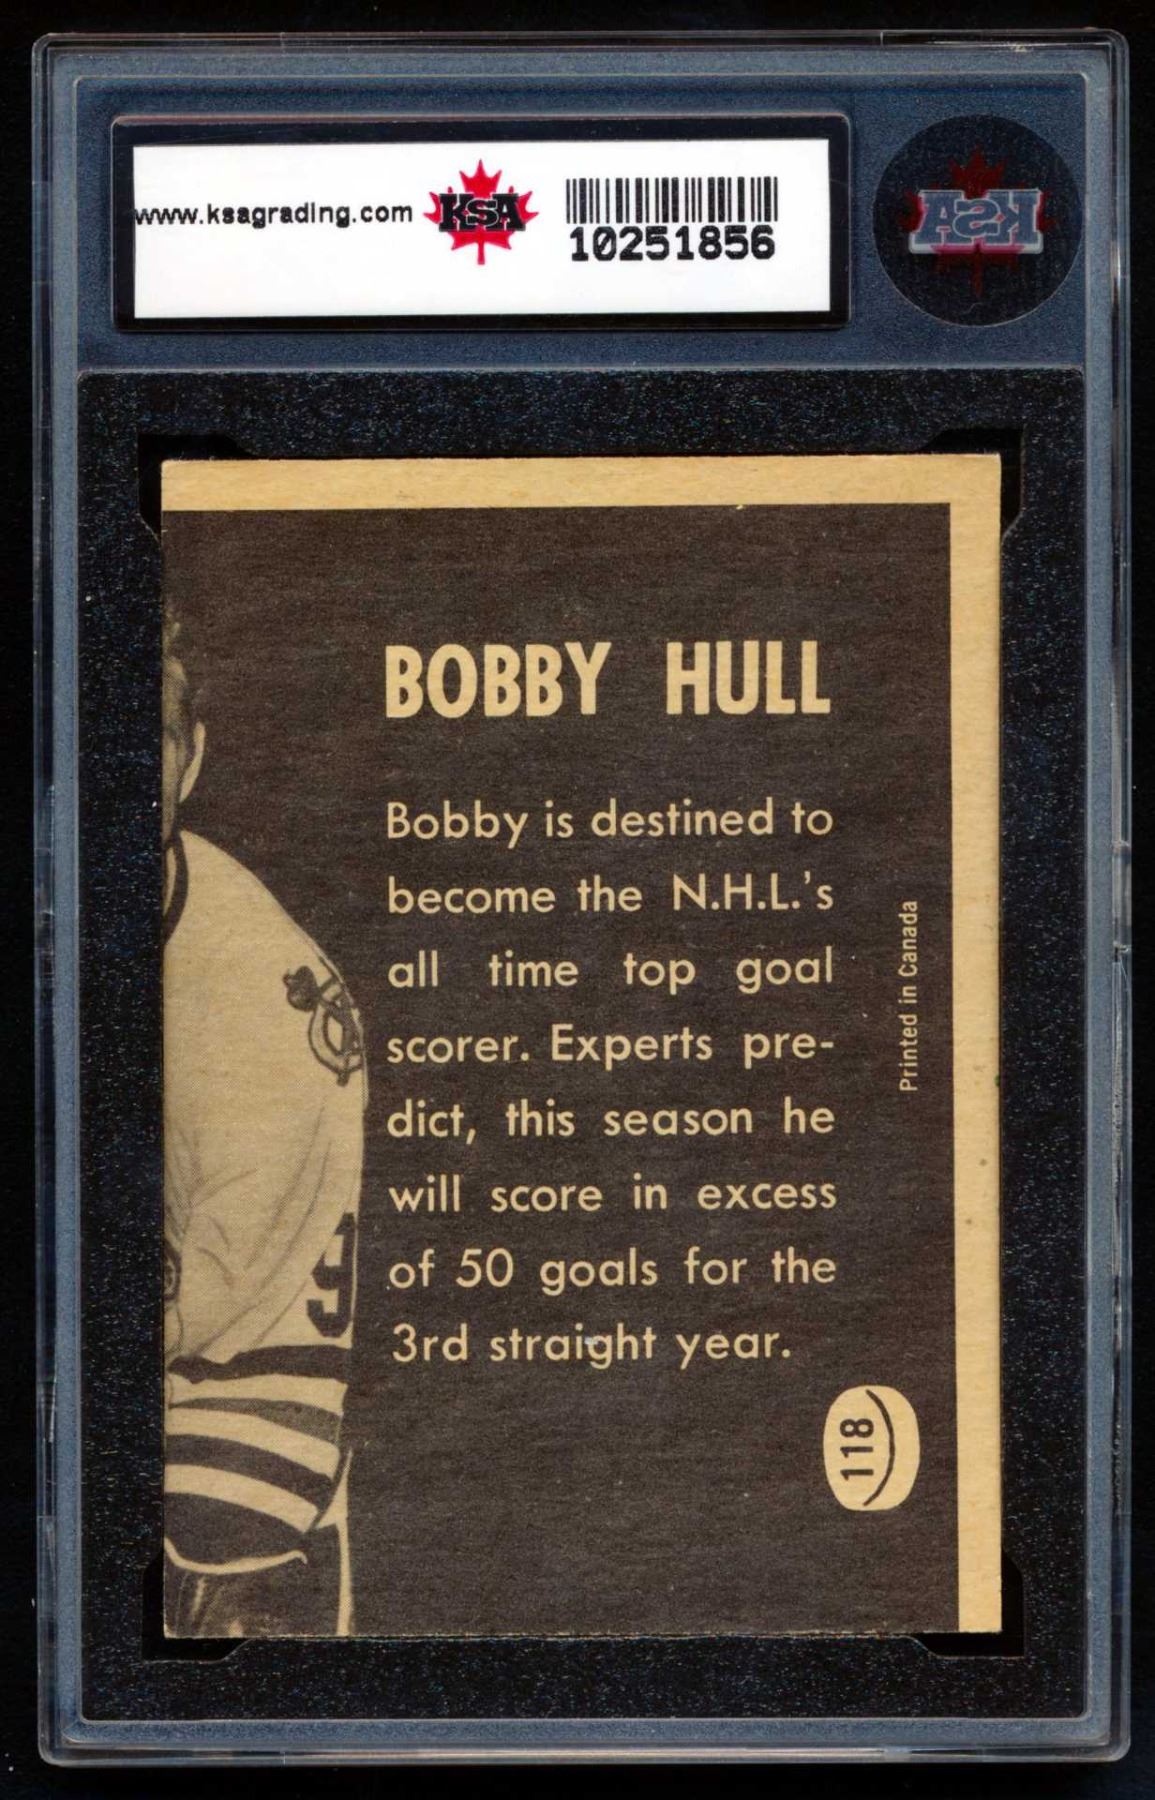 www.ksagrading.com
KSA
10251856
KSA
BOBBY HULL
Bobby is destined to
become the N.H.L.'s
all time top goal
scorer. Experts pre-
dict, this season he
will score in excess
of 50 goals for the
3rd straight year.
Printed in Canada
118
9